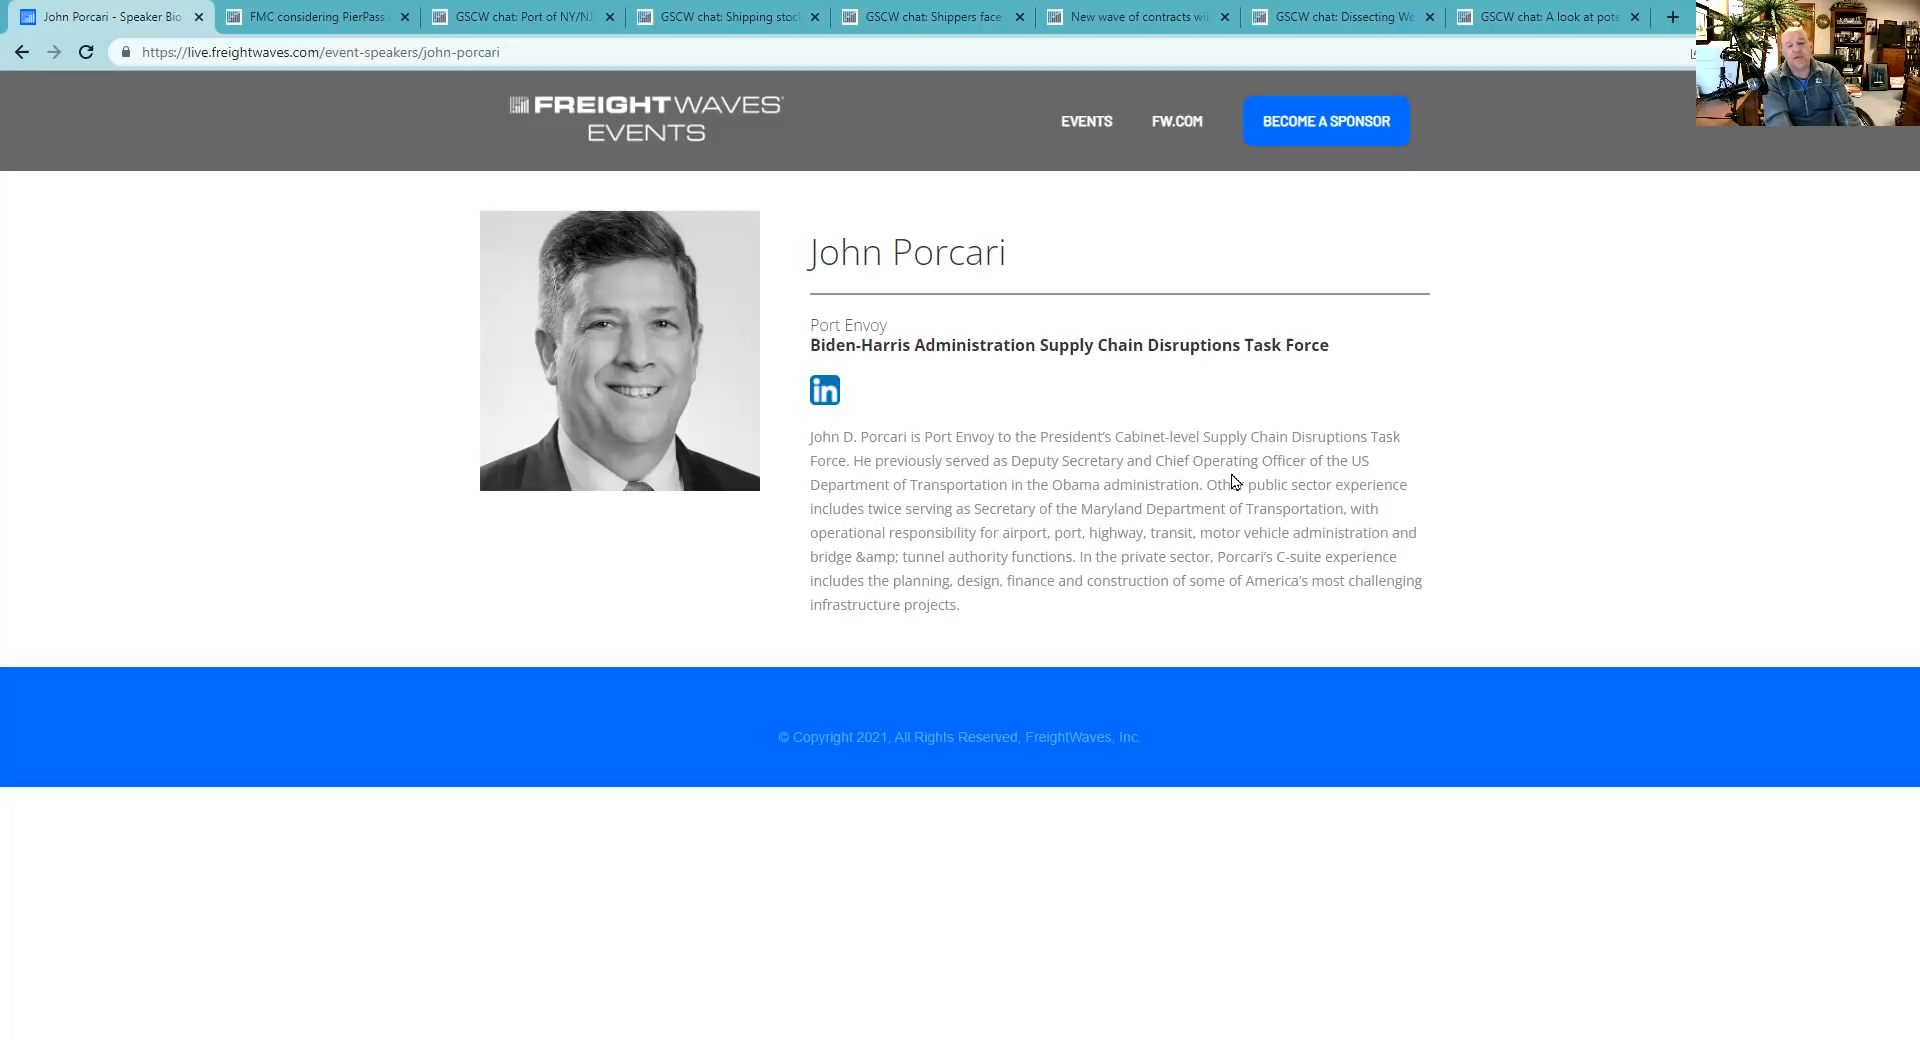 John Porcari - Speaker Bio
FMC considering PierPass
GSCW chat: Port of NY/NJ
GSCW chat: Shipping stoc
GSCW chat: Shippers face
New wave of contracts wi
GSCW chat: Dissecting We
GSCW chat: A look at pote
https://live.freightwaves.com/event-speakers/john-porcari
FREIGHTWAVES
EVENTS
EVENTS
FW.COM
BECOME A SPONSOR
John Porcari
Port Envoy
Biden-Harris Administration Supply Chain Disruptions Task Force
in
John D. Porcari is Port Envoy to the President's Cabinet-level Supply Chain Disruptions Task
Force. He previously served as Deputy Secretary and Chief Operating Officer of the US
Department of Transportation in the Obama administration. Other public sector experience
includes twice serving as Secretary of the Maryland Department of Transportation, with
operational responsibility for airport, port, highway, transit, motor vehicle administration and
bridge &amp; tunnel authority functions. In the private sector, Porcari's C-suite experience
includes the planning, design, finance and construction of some of America's most challenging
infrastructure projects.
© Copyright 2021, All Rights Reserved, FreightWaves, Inc.